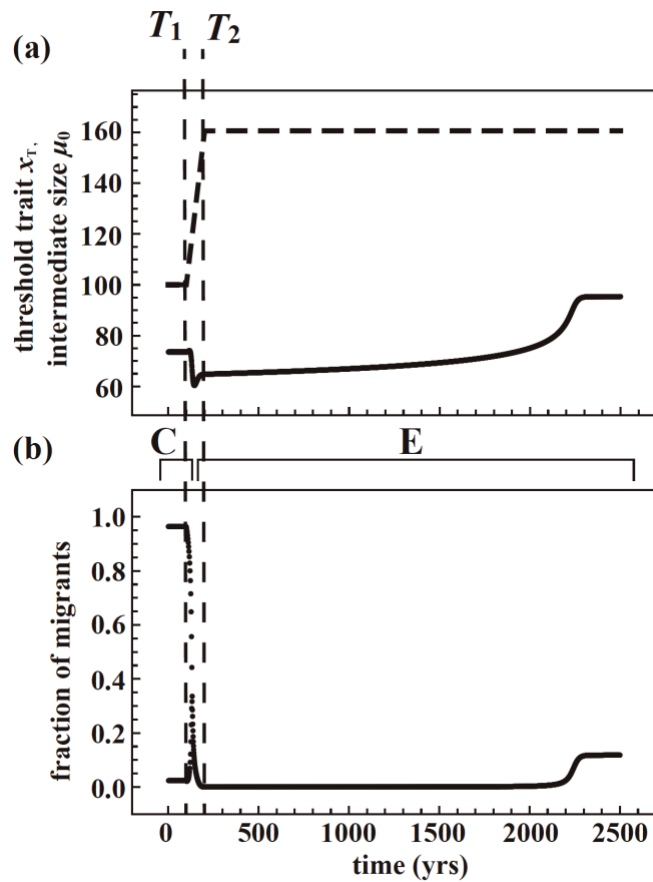 T1 T2
(a)
threshold trait xT,
intermediate size μ0
160
140
120
100
80
60
(b)
C E
fraction of migrants
1.0
0.8
0.6
0.4
0.2
0.0
0 500 1000 1500 2000 2500
time (yrs)